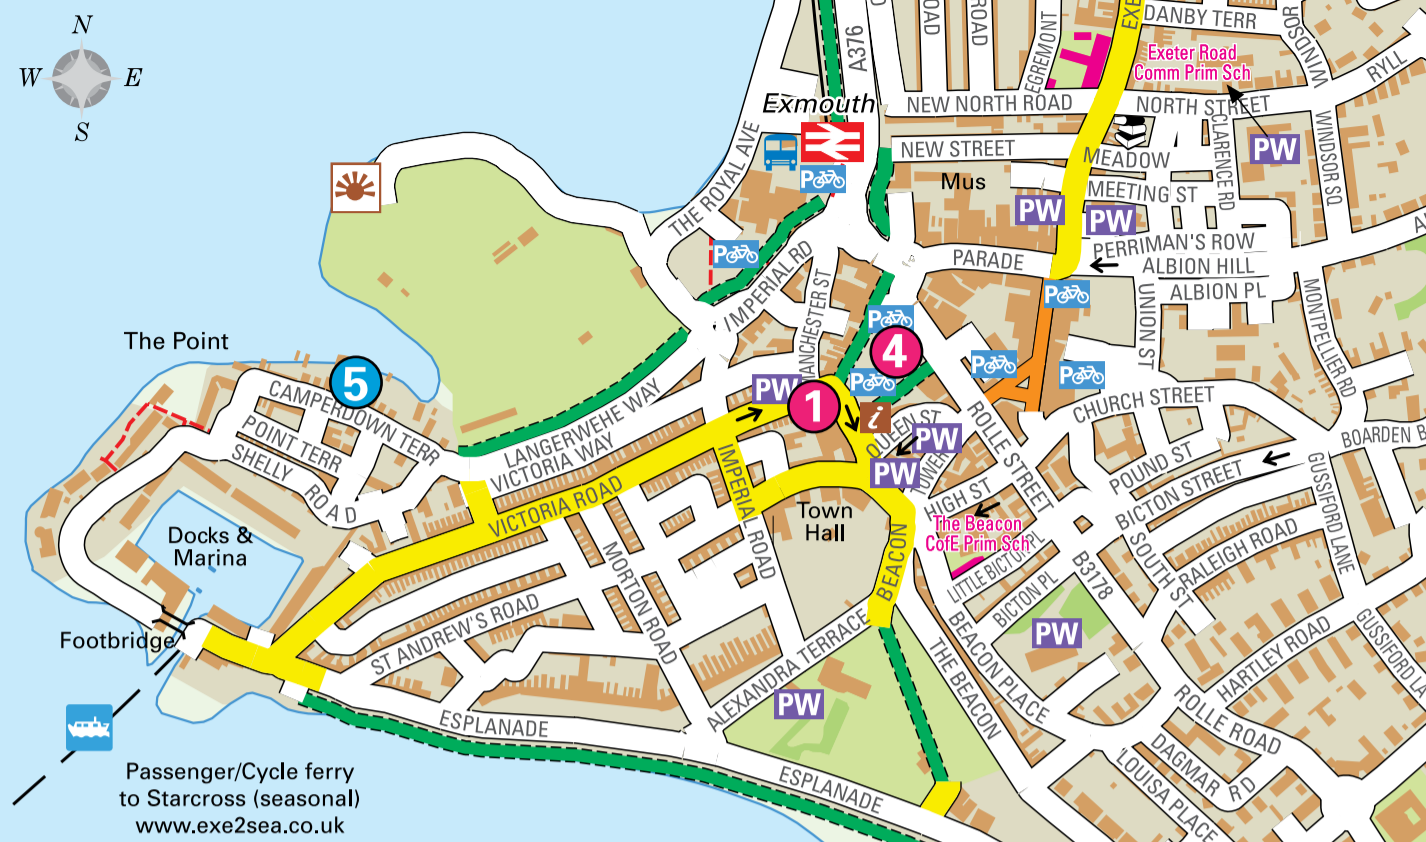 N
W E
S
A376
ROAD
ROAD
EGREMONT
EXE
DANBY TERR
WINDSOR
RYLL
Exeter Road
Comm Prim Sch
Exmouth
NEW NORTH ROAD
NORTH STREET
THE ROYAL AVE
P
NEW STREET
MEADOW
CLARENCE RD
PW
WINDSOR SQ
Mus
MEETING ST
PW
PW
P
IMPERIAL RD
PARADE
PERRIMAN'S ROW
ALBION HILL
ALBION PL
P
P
MANCHESTER ST
UNION ST
MONTPELLIER RD
The Point
4
5
P
P
P
CAMPERDOWN TERR
PW
1
i
QUEEN ST
PW
PW
ROLLE STREET
CHURCH STREET
BOARDEN B
POINT TERR
SHELLY ROAD
LANGERWEHE WAY
VICTORIA WAY
VICTORIA ROAD
IMPERIAL ROAD
TOWER
HIGH ST
POUND ST
BICTON STREET
GUSSIFORD LANE
Docks &
Marina
Town
Hall
The Beacon
CofE Prim Sch
BEACON
LITTLE BICTON PL
BICTON PL
B3178
SOUTH ST
RALEIGH ROAD
MORTON ROAD
ST ANDREW'S ROAD
Footbridge
PW
HARTLEY ROAD
GUSSIFORD L
ALEXANDRA TERRACE
THE BEACON
BEACON PLACE
PW
ROLLE ROAD
ESPLANADE
ESPLANADE
DAGMAR RD
LOUISA PLACE
Passenger/Cycle ferry
to Starcross (seasonal)
www.exe2sea.co.uk